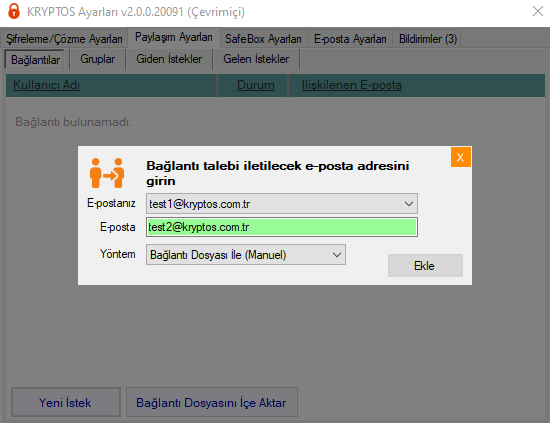 KRYPTOS Ayarları v2.0.0.20091 (Çevrimiçi)
Şifreleme/Çözme Ayarları Paylaşım Ayarları SafeBox Ayarları E-posta Ayarları Bildirimler (3)
Bağlantılar Gruplar Giden İstekler Gelen İstekler
Kullanıcı Adı Durum İlişkilenen E-posta
Bağlantı bulunamadı.
Bağlantı talebi iletilecek e-posta adresini
girin
X
E-postanız test1@kryptos.com.tr
E-posta test2@kryptos.com.tr
Yöntem Bağlantı Dosyası İle (Manuel)
Ekle
Yeni İstek Bağlantı Dosyasını İçe Aktar